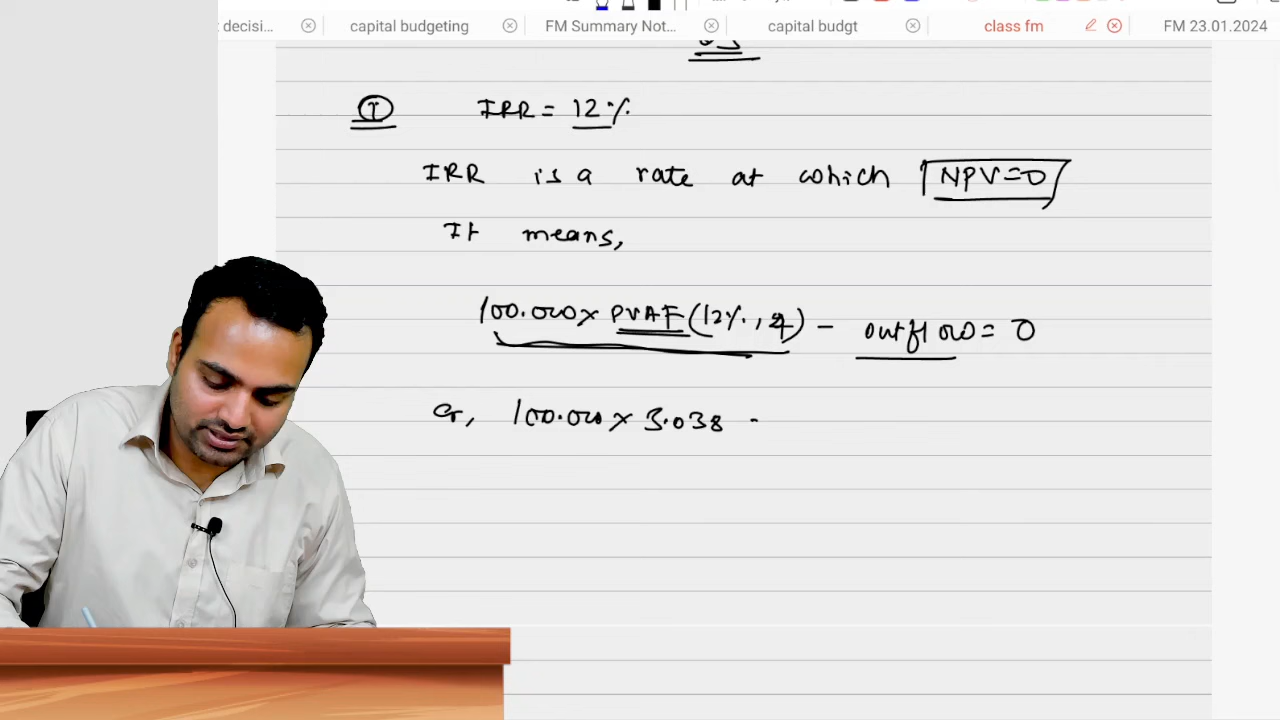 t decisi...
capital budgeting
FM Summary Not...
capital budgt
class fm
FM 23.01.2024
I
IRR = 12%
IRR is a rate at which NPV=0
It means,
100.000 x PVAF (12%, 4) - outflow = 0
or, 100.000 x 3.038 -